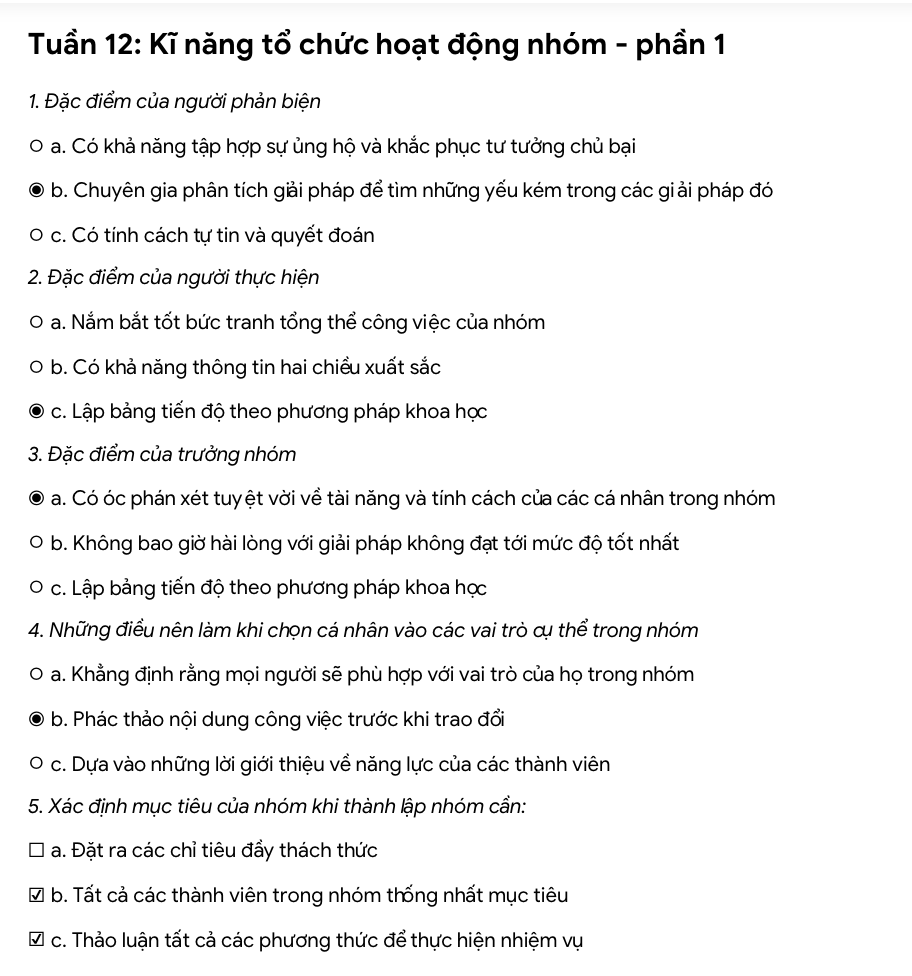 Tuần 12: Kĩ năng tổ chức hoạt động nhóm - phần 1
1. Đặc điểm của người phản biện
a. Có khả năng tập hợp sự ủng hộ và khắc phục tư tưởng chủ bại
b. Chuyên gia phân tích giải pháp để tìm những yếu kém trong các giải pháp đó
c. Có tính cách tự tin và quyết đoán
2. Đặc điểm của người thực hiện
a. Nắm bắt tốt bức tranh tổng thể công việc của nhóm
b. Có khả năng thông tin hai chiều xuất sắc
c. Lập bảng tiến độ theo phương pháp khoa học
3. Đặc điểm của trưởng nhóm
a. Có óc phán xét tuyệt vời về tài năng và tính cách của các cá nhân trong nhóm
b. Không bao giờ hài lòng với giải pháp không đạt tới mức độ tốt nhất
c. Lập bảng tiến độ theo phương pháp khoa học
4. Những điều nên làm khi chọn cá nhân vào các vai trò cụ thể trong nhóm
a. Khẳng định rằng mọi người sẽ phù hợp với vai trò của họ trong nhóm
b. Phác thảo nội dung công việc trước khi trao đổi
c. Dựa vào những lời giới thiệu về năng lực của các thành viên
5. Xác định mục tiêu của nhóm khi thành lập nhóm cần:
a. Đặt ra các chỉ tiêu đầy thách thức
b. Tất cả các thành viên trong nhóm thống nhất mục tiêu
c. Thảo luận tất cả các phương thức để thực hiện nhiệm vụ